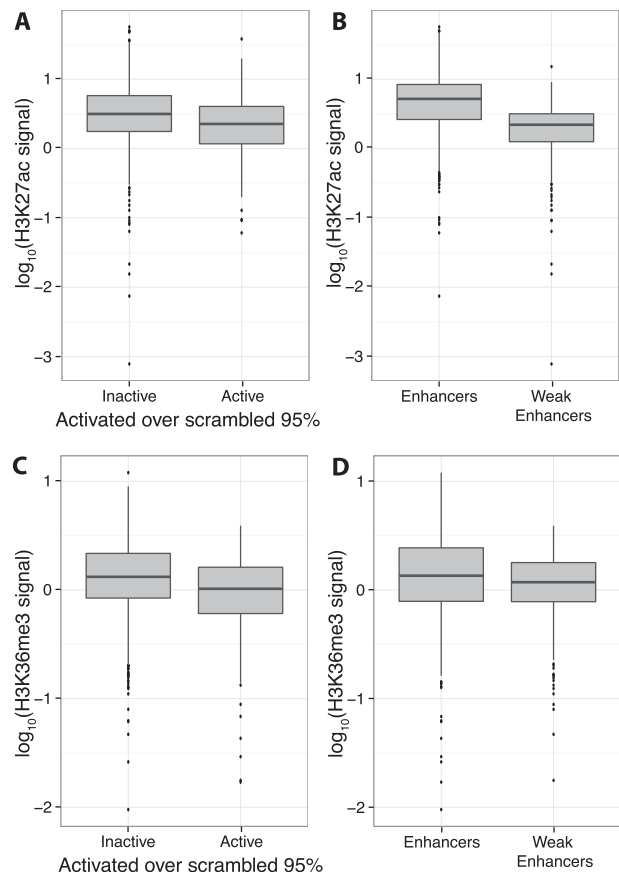 A
log10(H3K27ac signal)
1
0
−1
−2
−3
Inactive
Active
Activated over scrambled 95%
B
log10(H3K27ac signal)
1
0
−1
−2
−3
Enhancers
Weak
Enhancers
C
log10(H3K36me3 signal)
1
0
−1
−2
Inactive
Active
Activated over scrambled 95%
D
log10(H3K36me3 signal)
1
0
−1
−2
Enhancers
Weak
Enhancers